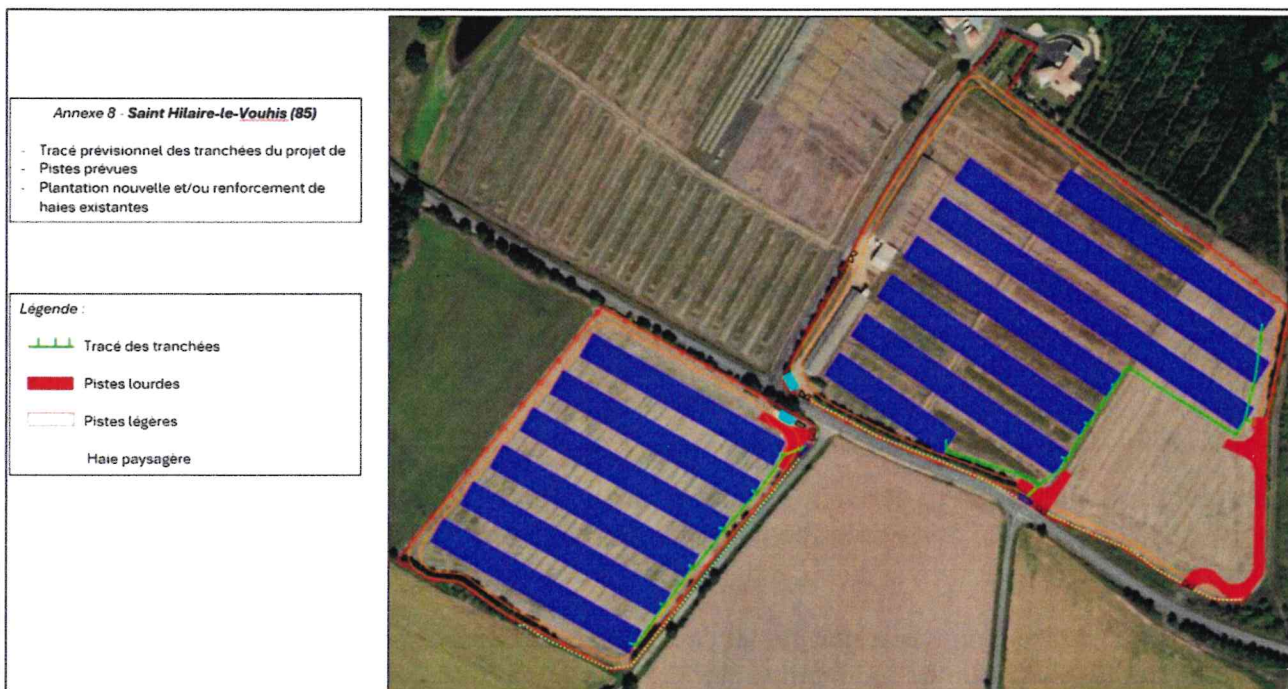 Annexe 8 - Saint Hilaire-le-Vouhis (85)
- Tracé prévisionnel des tranchées du projet de
- Pistes prévues
- Plantation nouvelle et/ou renforcement de
haies existantes
Légende :
Tracé des tranchées
Pistes lourdes
Pistes légères
Haie paysagère